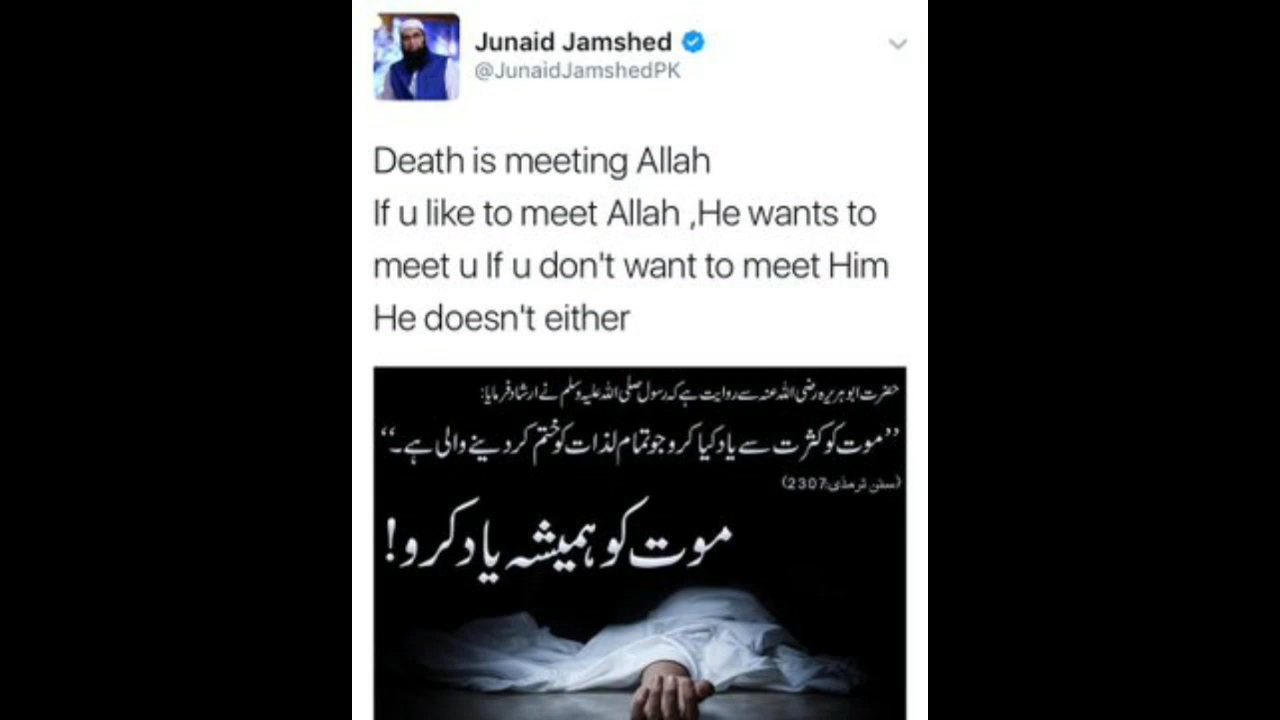 Junaid Jamshed
@JunaidJamshedPK
Death is meeting Allah
If u like to meet Allah ,He wants to
meet u If u don't want to meet Him
He doesn't either
حضرت ابوہریرہ رضی اللہ عنہ سے روایت ہے کہ رسول صلی اللہ علیہ وسلم نے ارشاد فرمایا:
”موت کو کثرت سے یاد کیا کرو جو تمام لذات کو ختم کر دینے والی ہے۔“
(سنن ترمذی:2307)
موت کو ہمیشہ یاد کرو!